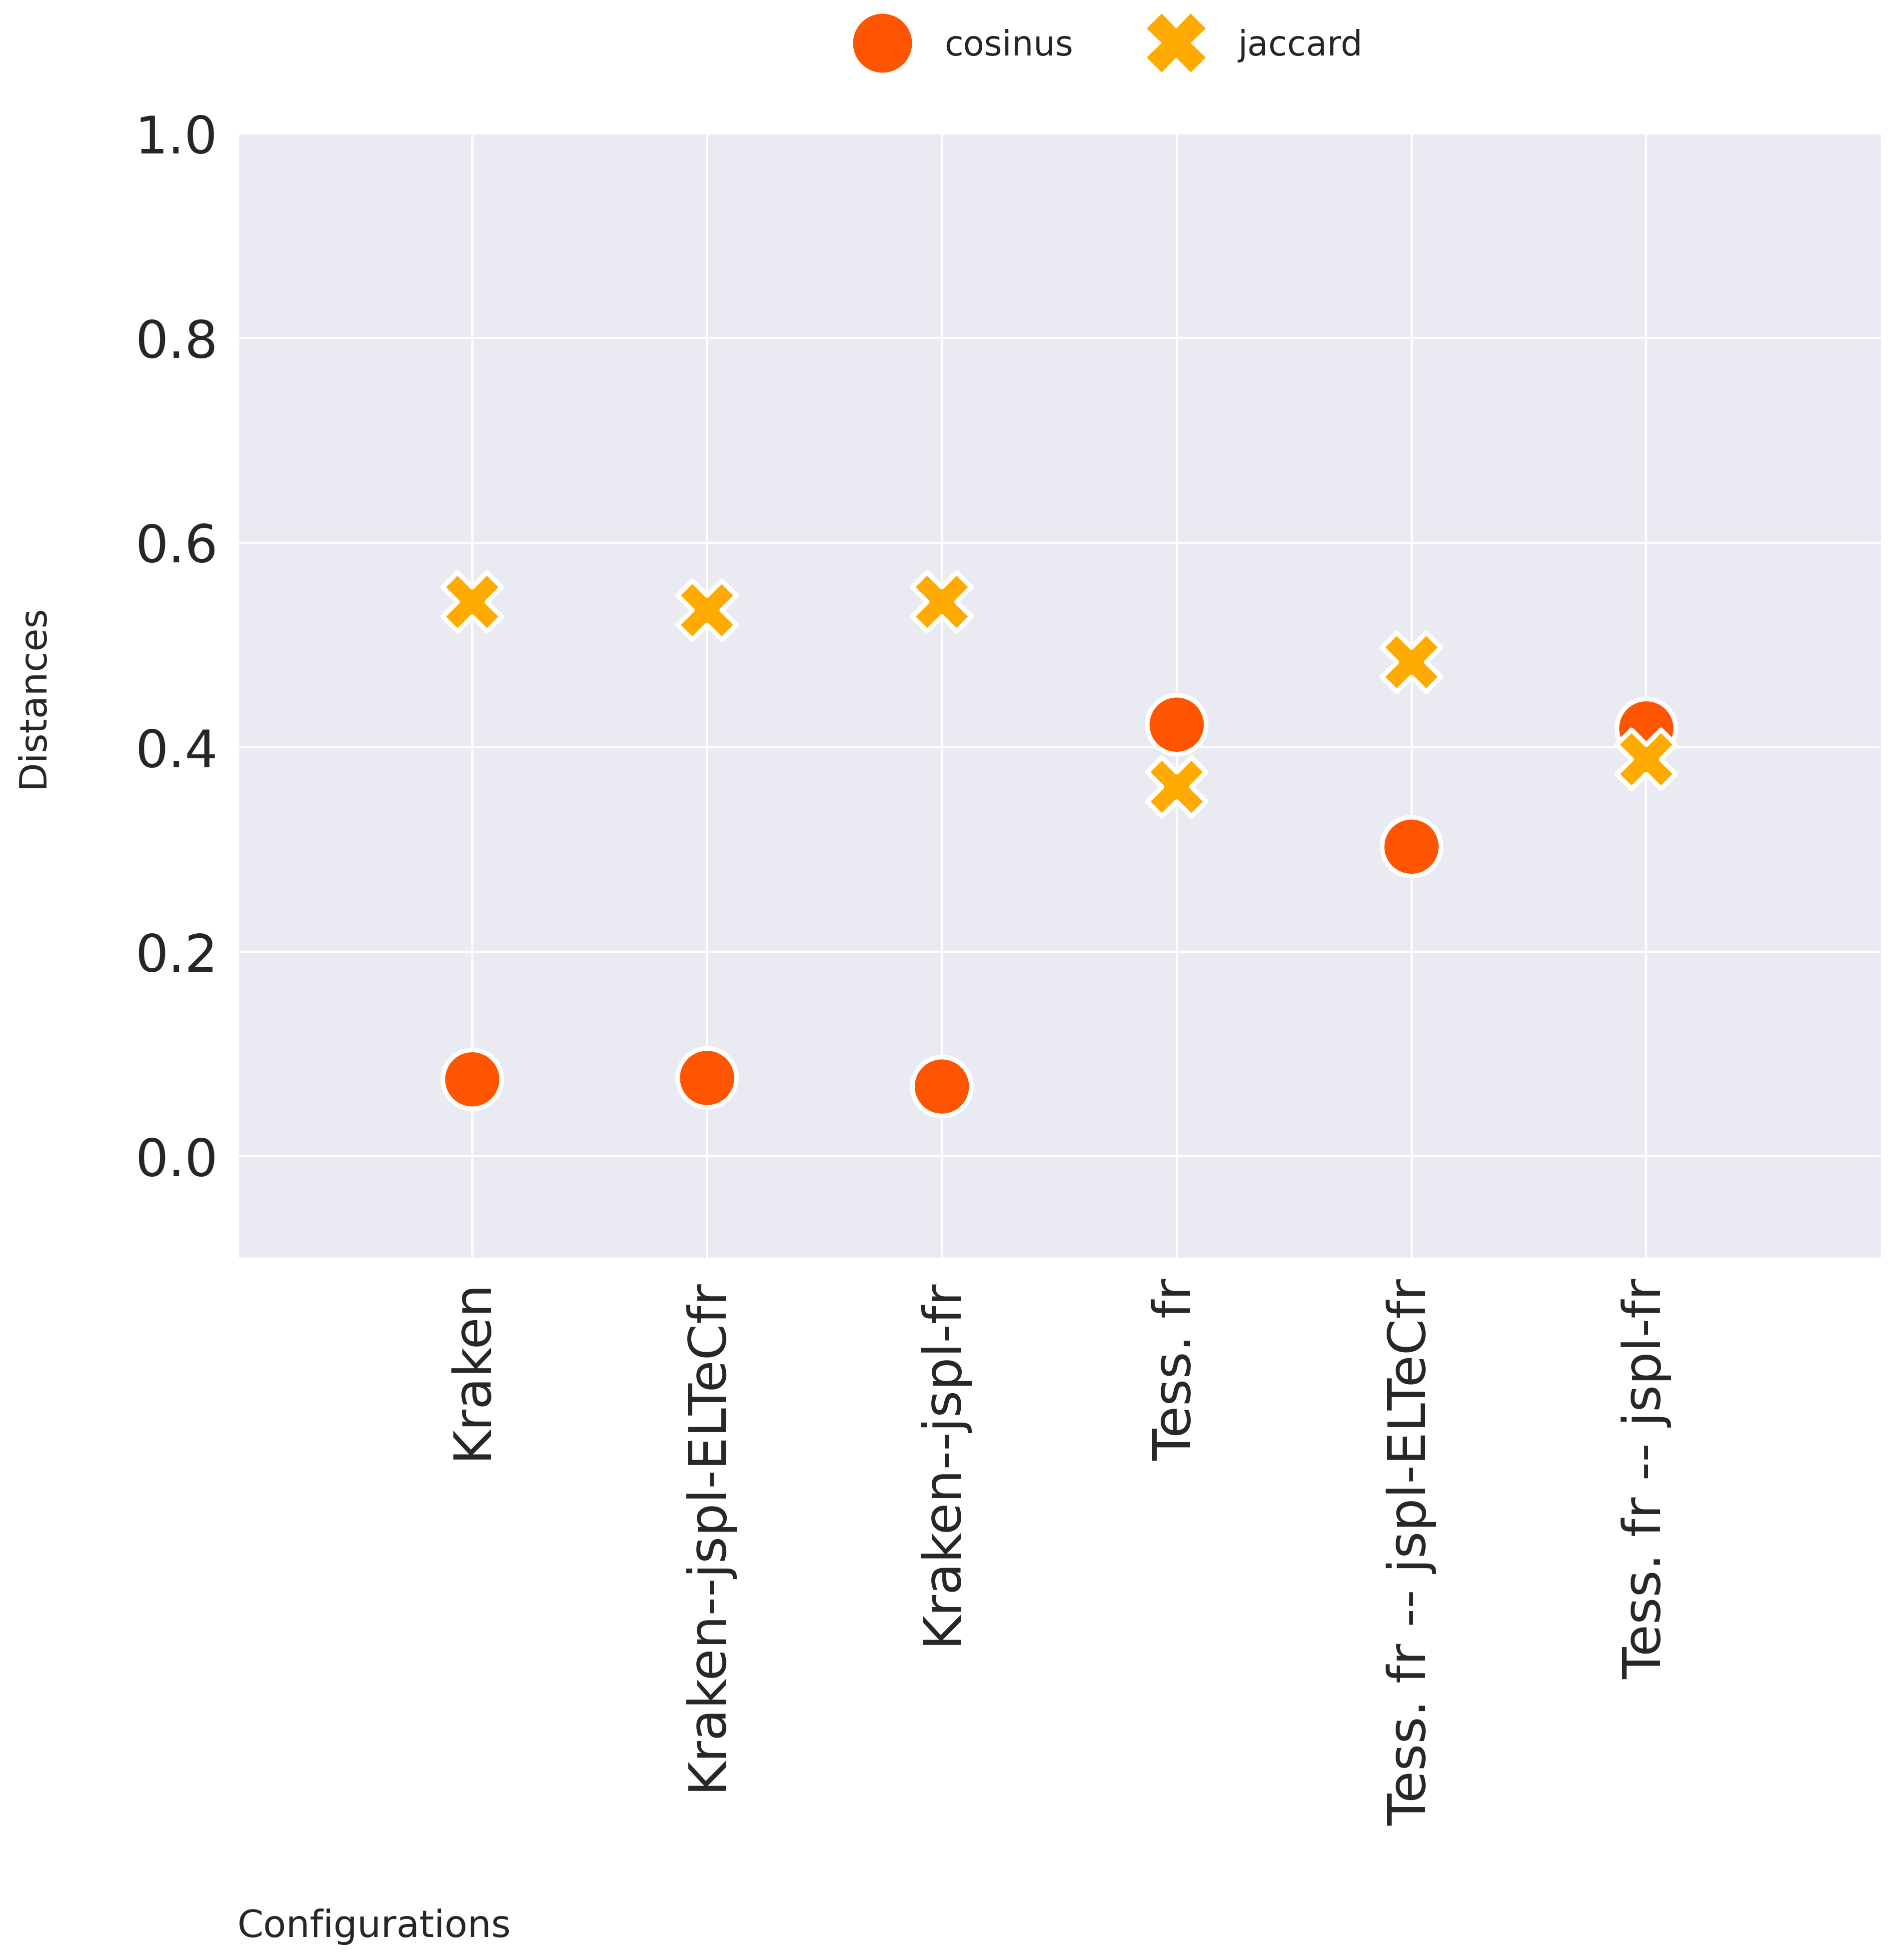 cosinus jaccard
1.0
0.8
0.6
0.4
0.2
0.0
Distances
Kraken
Kraken--jspl-ELTeCfr
Kraken--jspl-fr
Tess. fr
Tess. fr -- jspl-ELTeCfr
Tess. fr -- jspl-fr
Configurations